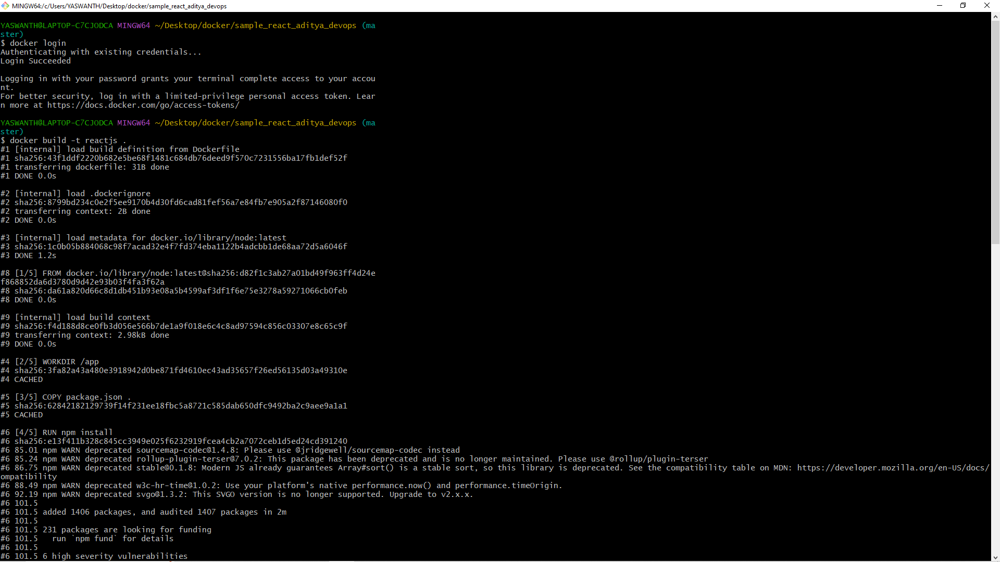 MINGW64:/c/Users/YASWANTH/Desktop/docker/sample_react_aditya_devops
YASWANTH@LAPTOP-C7CJODCA MINGW64 ~/Desktop/docker/sample_react_aditya_devops (ma
ster)
$ docker login
Authenticating with existing credentials...
Login Succeeded
Logging in with your password grants your terminal complete access to your accou
nt.
For better security, log in with a limited-privilege personal access token. Lear
n more at https://docs.docker.com/go/access-tokens/
YASWANTH@LAPTOP-C7CJODCA MINGW64 ~/Desktop/docker/sample_react_aditya_devops (ma
ster)
$ docker build -t reactjs .
#1 [internal] load build definition from Dockerfile
#1 sha256:43f1ddf2220b682e5be68f1481c684db76deed9f570c7231556ba17fb1def52f
#1 transferring dockerfile: 31B done
#1 DONE 0.0s
#2 [internal] load .dockerignore
#2 sha256:8799bd234c0e2f5ee9170b4d30fd6cad81fef56a7e84fb7e905a2f87146080f0
#2 transferring context: 2B done
#2 DONE 0.0s
#3 [internal] load metadata for docker.io/library/node:latest
#3 sha256:1c0b05b884068c98f7acad32e4f7fd374eba1122b4adcbb1de68aa72d5a6046f
#3 DONE 1.2s
#8 [1/5] FROM docker.io/library/node:latest@sha256:d82f1c3ab27a01bd49f963ff4d24e
f868852da6d3780d9d42e93b03f4fa3f62a
#8 sha256:da61a820d66c8d1db451b93e08a5b4599af3df1f6e75e3278a59271066cb0feb
#8 DONE 0.0s
#9 [internal] load build context
#9 sha256:f4d188d8ce0fb3d056e566b7de1a9f018e6c4c8ad97594c856c03307e8c65c9f
#9 transferring context: 2.98kB done
#9 DONE 0.0s
#4 [2/5] WORKDIR /app
#4 sha256:3fa82a43a480e3918942d0be871fd4610ec43ad35657f26ed56135d03a49310e
#4 CACHED
#5 [3/5] COPY package.json .
#5 sha256:62842182129739f14f231ee18fbc5a8721c585dab650dfc9492ba2c9aee9a1a1
#5 CACHED
#6 [4/5] RUN npm install
#6 sha256:e13f411b328c845cc3949e025f6232919fcea4cb2a7072ceb1d5ed24cd391240
#6 85.01 npm WARN deprecated sourcemap-codec@1.4.8: Please use @jridgewell/sourcemap-codec instead
#6 85.24 npm WARN deprecated rollup-plugin-terser@7.0.2: This package has been deprecated and is no longer maintained. Please use @rollup/plugin-terser
#6 86.75 npm WARN deprecated stable@0.1.8: Modern JS already guarantees Array#sort() is a stable sort, so this library is deprecated. See the compatibility table on MDN: https://developer.mozilla.org/en-US/docs/
ompatibility
#6 88.49 npm WARN deprecated w3c-hr-time@1.0.2: Use your platform's native performance.now() and performance.timeOrigin.
#6 92.19 npm WARN deprecated svgo@1.3.2: This SVGO version is no longer supported. Upgrade to v2.x.x.
#6 101.5
#6 101.5 added 1406 packages, and audited 1407 packages in 2m
#6 101.5
#6 101.5 231 packages are looking for funding
#6 101.5   run `npm fund` for details
#6 101.5
#6 101.5 6 high severity vulnerabilities